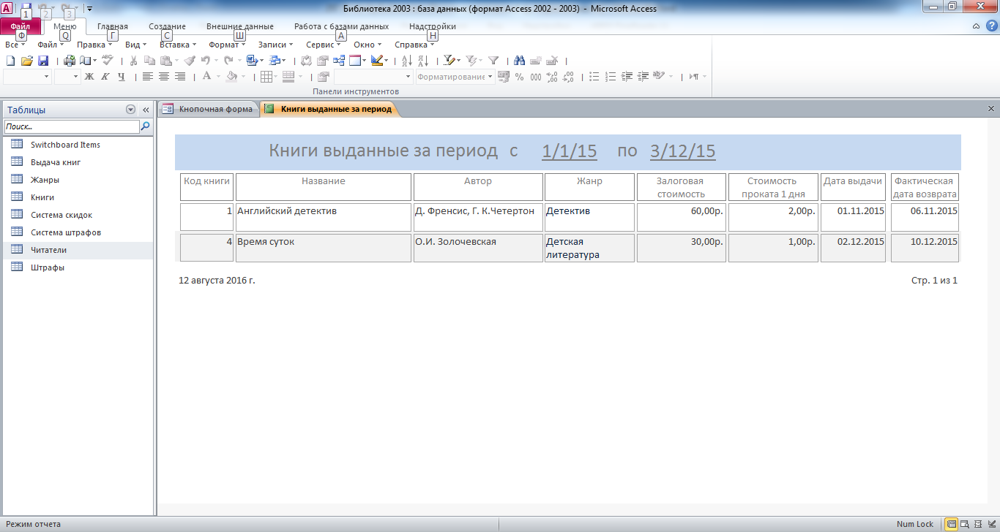 Библиотека 2003 : база данных (формат Access 2002 - 2003) - Microsoft Access
1 2 3
Файл Меню Главная Создание Внешние данные Работа с базами данных Надстройки
Ф Q Г С Ш А Н
Все Файл Правка Вид Вставка Формат Записи Сервис Окно Справка
Ж К Ч Форматирование % 000
Панели инструментов
Таблицы «
Поиск...
Switchboard Items
Выдача книг
Жанры
Книги
Система скидок
Система штрафов
Читатели
Штрафы
Кнопочная форма Книги выданные за период
Книги выданные за период с 1/1/15 по 3/12/15
Код книги Название Автор Жанр Залоговая стоимость Стоимость проката 1 дня Дата выдачи Фактическая дата возврата
1 Английский детектив Д. Френсис, Г. К.Четертон Детектив 60,00р. 2,00р. 01.11.2015 06.11.2015
4 Время суток О.И. Золочевская Детская литература 30,00р. 1,00р. 02.12.2015 10.12.2015
12 августа 2016 г. Стр. 1 из 1
Режим отчета Num Lock